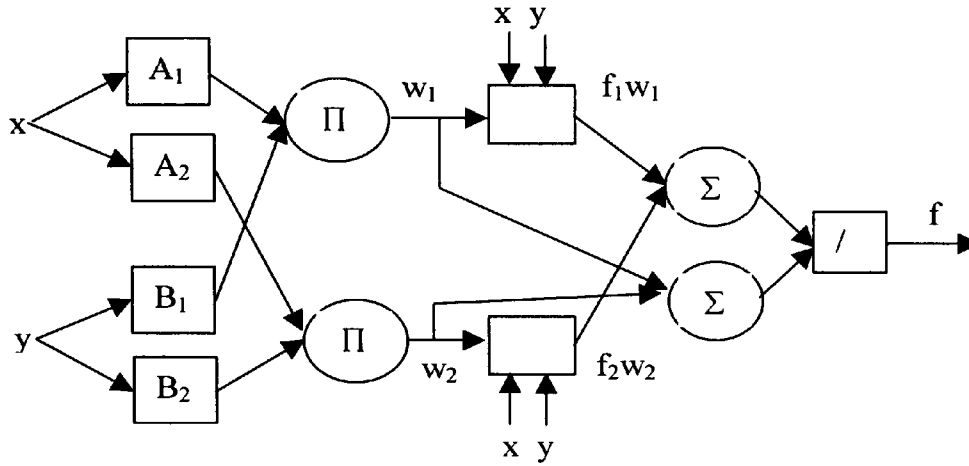 x y
A₁
w₁
f₁w₁
Π
x
A₂
Σ
f
/
B₁
Σ
y
Π
B₂
w₂
f₂w₂
x y